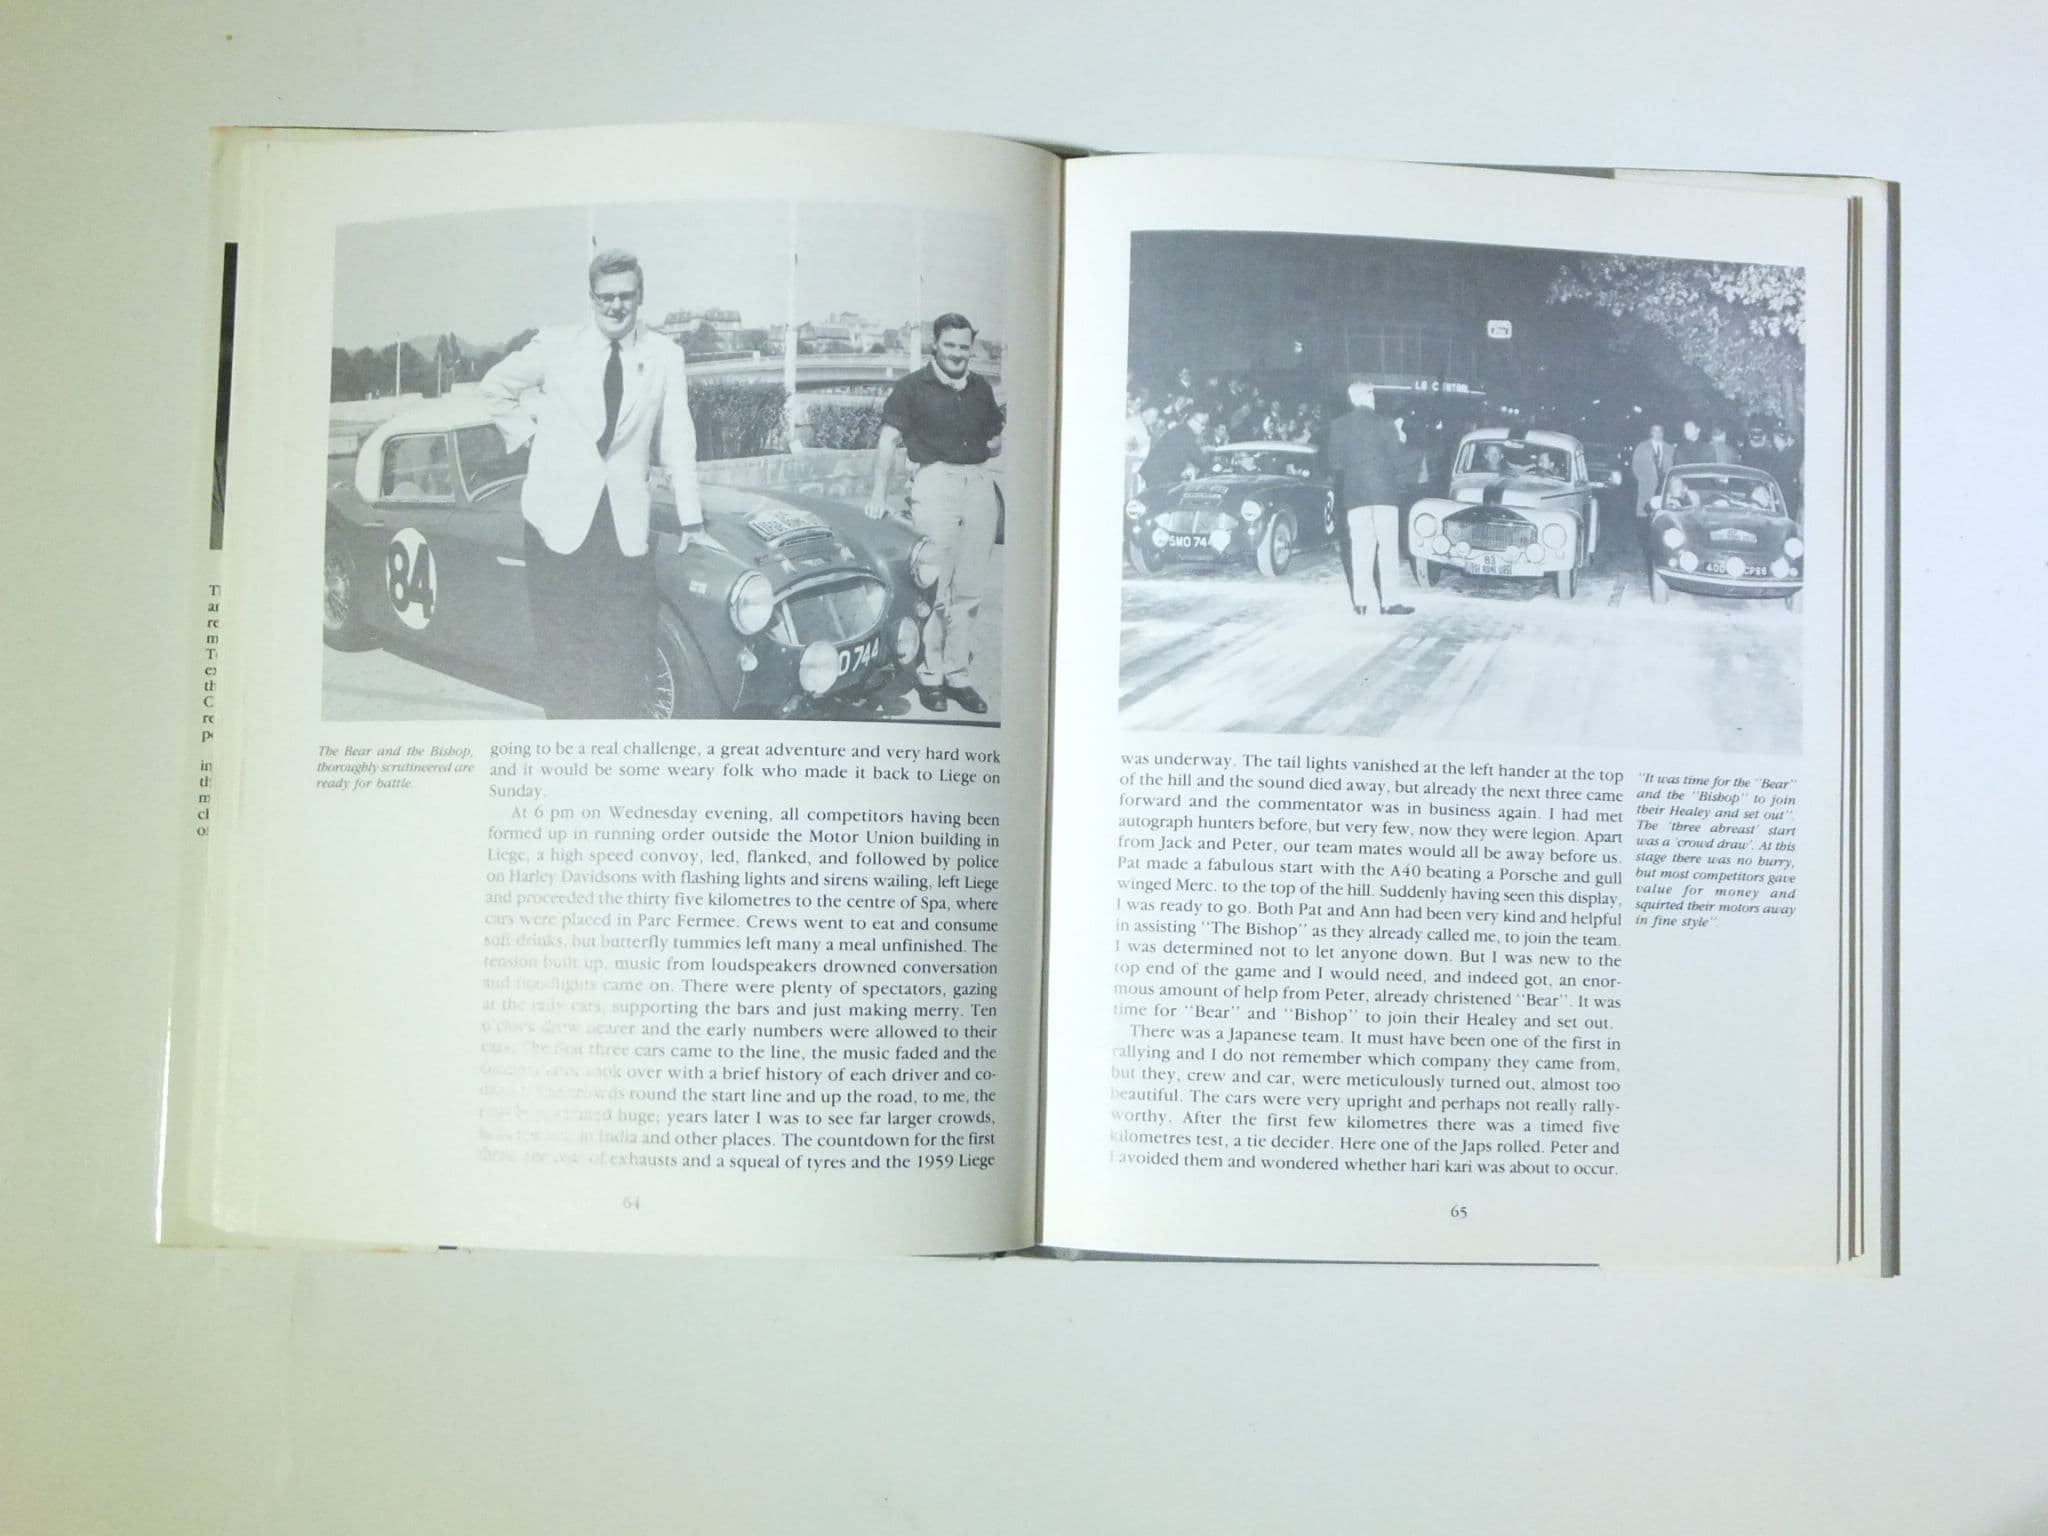 84
O 744
The Bear and the Bishop,
thoroughly scrutineered are
ready for battle.
going to be a real challenge, a great adventure and very hard work
and it would be some weary folk who made it back to Liege on
Sunday.
At 6 pm on Wednesday evening, all competitors having been
formed up in running order outside the Motor Union building in
Liege, a high speed convoy, led, flanked, and followed by police
on Harley Davidsons with flashing lights and sirens wailing, left Liege
and proceeded the thirty five kilometres to the centre of Spa, where
cars were placed in Parc Fermee. Crews went to eat and consume
soft drinks, but butterfly tummies left many a meal unfinished. The
tension built up, music from loudspeakers drowned conversation
and floodlights came on. There were plenty of spectators, gazing
at the rally cars, supporting the bars and just making merry. Ten
o'clock drew nearer and the early numbers were allowed to their
cars. The first three cars came to the line, the music faded and the
took over with a brief history of each driver and co-
crowds round the start line and up the road, to me, the
seemed huge; years later I was to see far larger crowds,
in India and other places. The countdown for the first
of exhausts and a squeal of tyres and the 1959 Liege
64
SMO 744
83
was underway. The tail lights vanished at the left hander at the top
of the hill and the sound died away, but already the next three came
forward and the commentator was in business again. I had met
autograph hunters before, but very few, now they were legion. Apart
from Jack and Peter, our team mates would all be away before us.
Pat made a fabulous start with the A40 beating a Porsche and gull
winged Merc. to the top of the hill. Suddenly having seen this display,
I was ready to go. Both Pat and Ann had been very kind and helpful
in assisting "The Bishop" as they already called me, to join the team.
I was determined not to let anyone down. But I was new to the
top end of the game and I would need, and indeed got, an enor-
mous amount of help from Peter, already christened "Bear". It was
time for "Bear" and "Bishop" to join their Healey and set out.
There was a Japanese team. It must have been one of the first in
rallying and I do not remember which company they came from,
but they, crew and car, were meticulously turned out, almost too
beautiful. The cars were very upright and perhaps not really rally-
worthy. After the first few kilometres there was a timed five
kilometres test, a tie decider. Here one of the Japs rolled. Peter and
I avoided them and wondered whether hari kari was about to occur.
"It was time for the "Bear"
and the "Bishop" to join
their Healey and set out".
The 'three abreast' start
was a 'crowd draw'. At this
stage there was no hurry,
but most competitors gave
value for money and
squirted their motors away
in fine style".
65